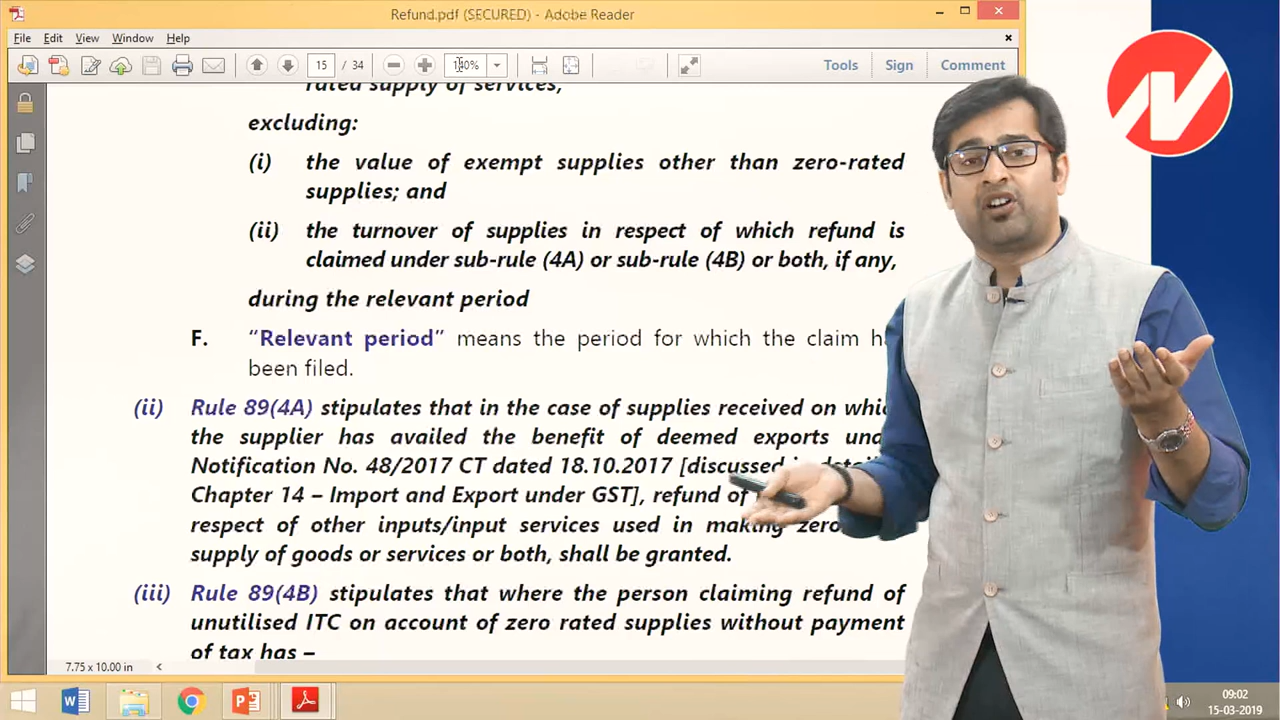 Refund.pdf (SECURED) - Adobe Reader
File Edit View Window Help
15 / 34
Tools Sign Comment
rated supply of services;
excluding:
(i) the value of exempt supplies other than zero-rated
supplies; and
(ii) the turnover of supplies in respect of which refund is
claimed under sub-rule (4A) or sub-rule (4B) or both, if any,
during the relevant period
F. “Relevant period” means the period for which the claim
been filed.
(ii) Rule 89(4A) stipulates that in the case of supplies received on
the supplier has availed the benefit of deemed exports
Notification No. 48/2017 CT dated 18.10.2017 [discussed
Chapter 14 – Import and Export under GST], refund of
respect of other inputs/input services used in making
supply of goods or services or both, shall be granted.
(iii) Rule 89(4B) stipulates that where the person claiming refund of
unutilised ITC on account of zero rated supplies without payment
of tax has –
7.75 x 10.00 in
09:02
15-03-2019